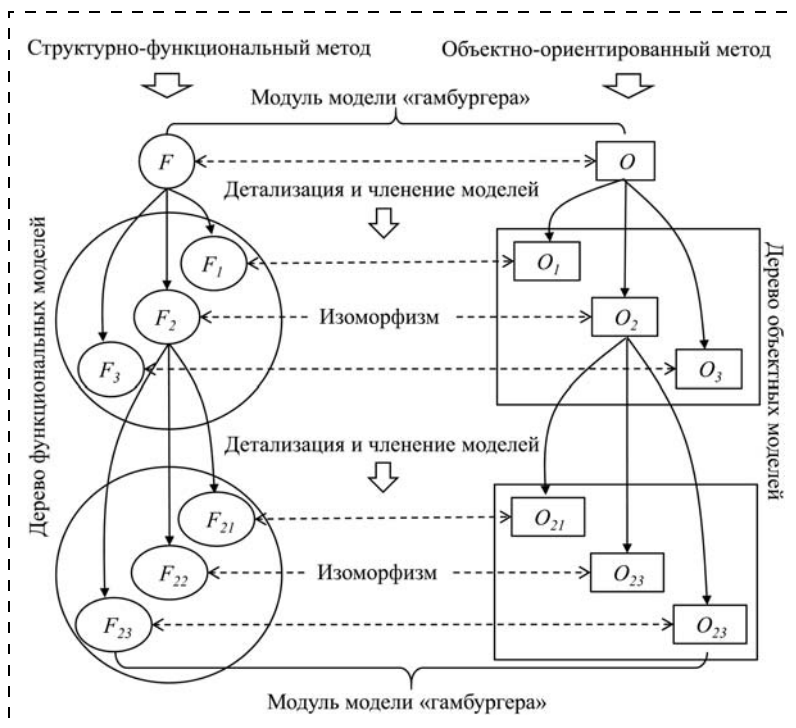 Структурно-функциональный метод
Объектно-ориентированный метод
Модуль модели «гамбургера»
F
O
Детализация и членение моделей
Дерево функциональных моделей
Дерево объектных моделей
F1
O1
F2
Изоморфизм
O2
F3
O3
Детализация и членение моделей
F21
O21
F22
Изоморфизм
O23
F23
O23
Модуль модели «гамбургера»